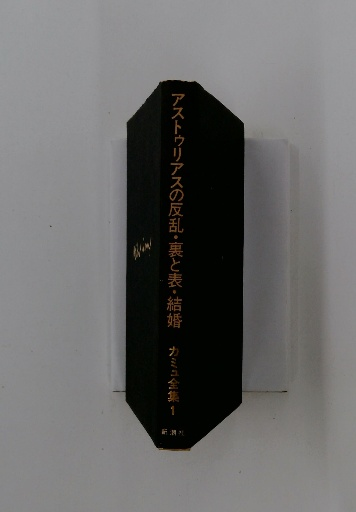 アストゥリアスの反乱・裏と表・結婚
カミュ全集 1
新潮社